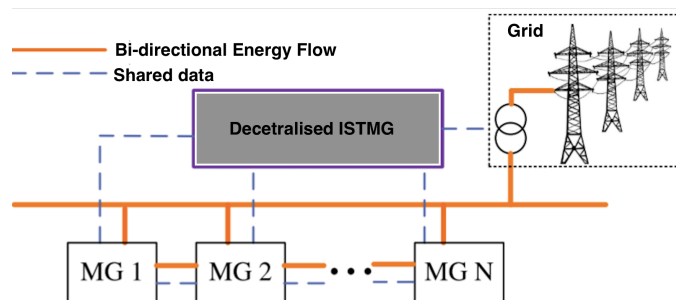 Grid
Bi-directional Energy Flow
Shared data
Decetralised ISTMG
MG 1
MG 2
MG N